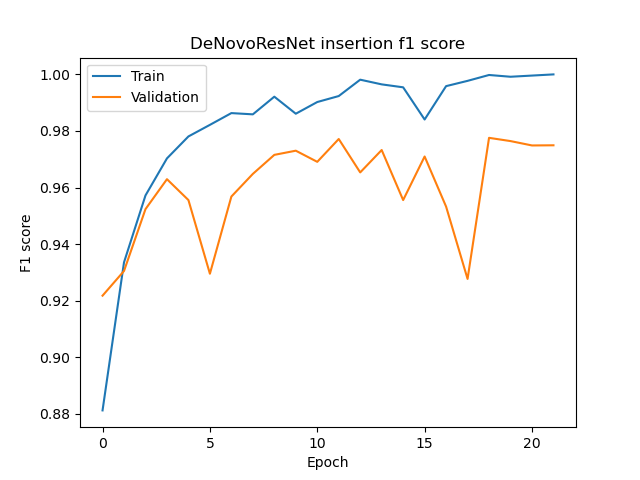 DeNovoResNet insertion f1 score
Train
Validation
F1 score
1.00
0.98
0.96
0.94
0.92
0.90
0.88
0
5
10
15
20
Epoch